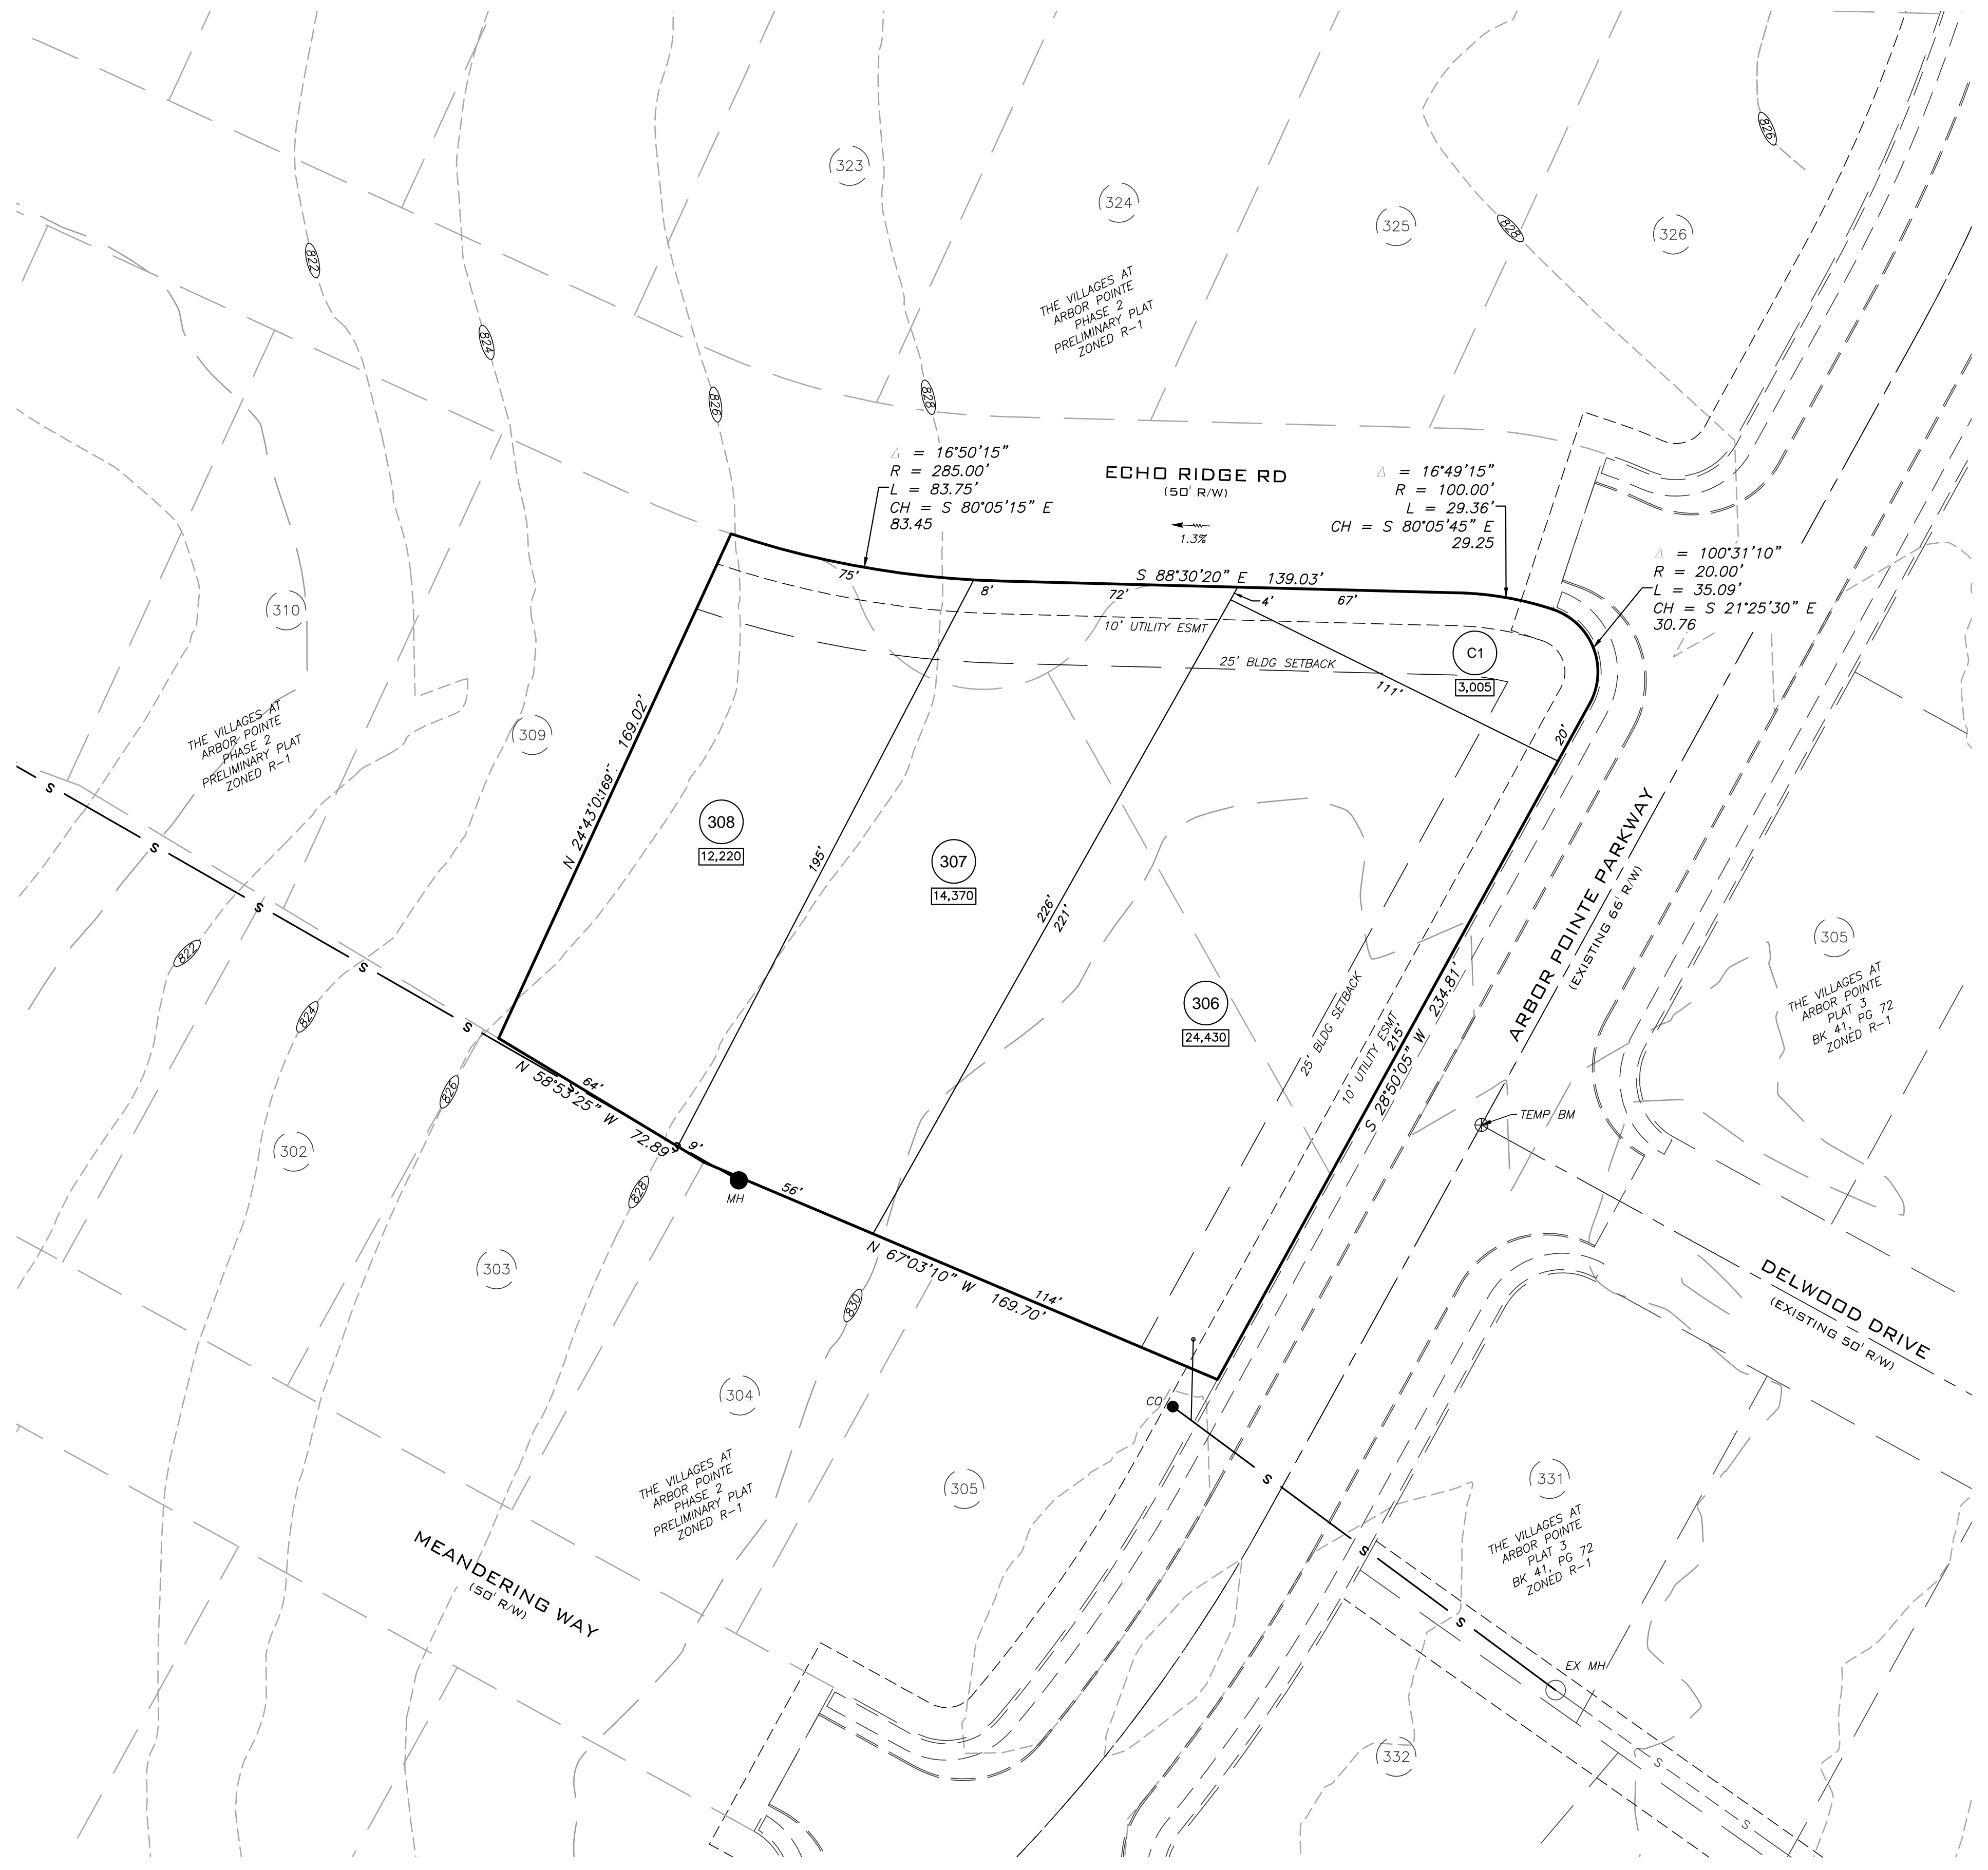 826
323
324
325
828
326
822
824
826
828
THE VILLAGES AT
ARBOR POINTE
PHASE 2
PRELIMINARY PLAT
ZONED R-1
Δ = 16°50'15"
R = 285.00'
L = 83.75'
CH = S 80°05'15" E
83.45
ECHO RIDGE RD
(50' R/W)
1.3%
Δ = 16°49'15"
R = 100.00'
L = 29.36'
CH = S 80°05'45" E
29.25
Δ = 100°31'10"
R = 20.00'
L = 35.09'
CH = S 21°25'30" E
30.76
75'
8'
S 88°30'20" E 139.03'
72'
4'
67'
10' UTILITY ESMT
25' BLDG SETBACK
C1
3,005
111'
20'
310
309
THE VILLAGES AT
ARBOR POINTE
PHASE 2
PRELIMINARY PLAT
ZONED R-1
169.02'
169'
308
12,220
307
14,370
195'
226'
221'
306
24,430
25' BLDG SETBACK
10' UTILITY ESMT
215'
S 28°50'05" W 234.81'
ARBOR POINTE PARKWAY
(EXISTING 66' R/W)
305
THE VILLAGES AT
ARBOR POINTE
PLAT 3
BK 41, PG 72
ZONED R-1
S
S
S
S
S
822
824
826
828
830
64'
N 58°53'25" W 72.89'
9'
MH
56'
N 67°03'10" W 169.70'
114'
TEMP BM
DELWOOD DRIVE
(EXISTING 50' R/W)
302
303
304
305
CO
S
S
S
THE VILLAGES AT
ARBOR POINTE
PHASE 2
PRELIMINARY PLAT
ZONED R-1
MEANDERING WAY
(50' R/W)
331
THE VILLAGES AT
ARBOR POINTE
PLAT 3
BK 41, PG 72
ZONED R-1
EX MH
332
S
S